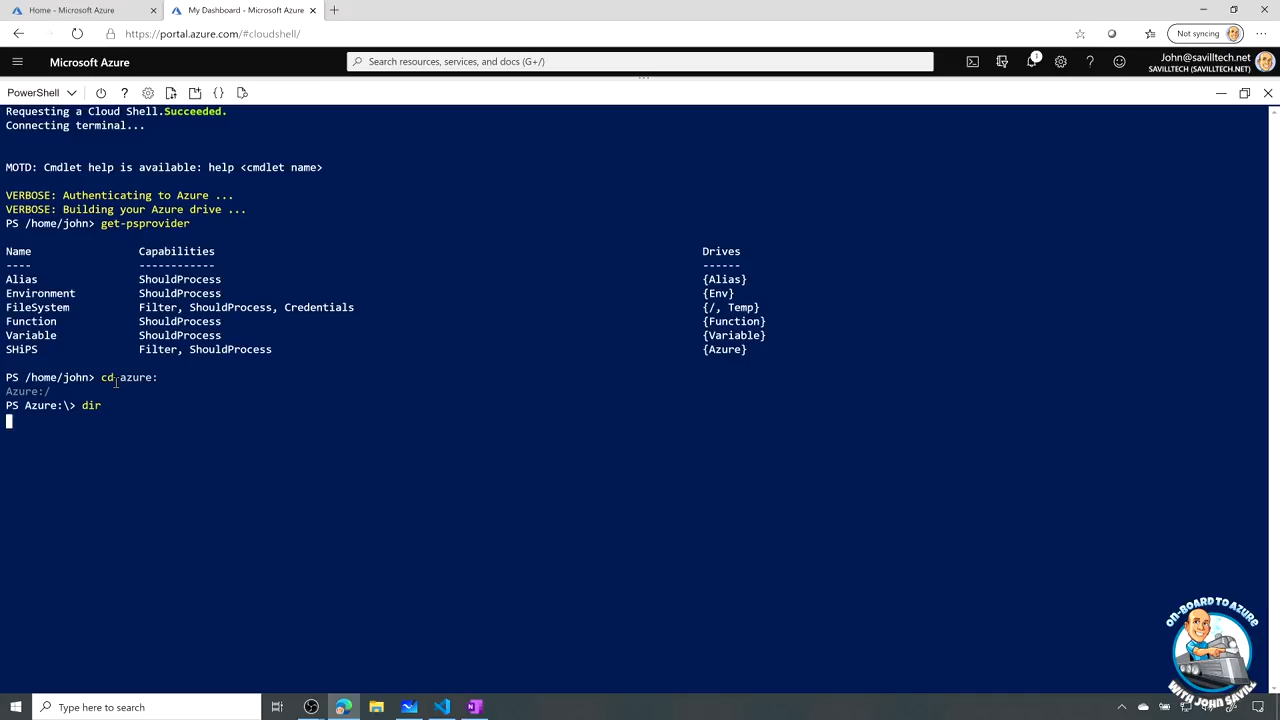 Home - Microsoft Azure
My Dashboard - Microsoft Azure
https://portal.azure.com/#cloudshell/
Not syncing
Microsoft Azure
Search resources, services, and docs (G+/)
1
John@savilltech.net
SAVILLTECH (SAVILLTECH.NET)
PowerShell
Requesting a Cloud Shell.Succeeded.
Connecting terminal...
MOTD: Cmdlet help is available: help <cmdlet name>
VERBOSE: Authenticating to Azure ...
VERBOSE: Building your Azure drive ...
PS /home/john> get-psprovider
Name Capabilities Drives
---- ------------ ------
Alias ShouldProcess {Alias}
Environment ShouldProcess {Env}
FileSystem Filter, ShouldProcess, Credentials {/, Temp}
Function ShouldProcess {Function}
Variable ShouldProcess {Variable}
SHiPS Filter, ShouldProcess {Azure}
PS /home/john> cd azure:
Azure:/
PS Azure:\> dir
ON-BOARD TO AZURE
WITH JOHN SAVILL
Type here to search